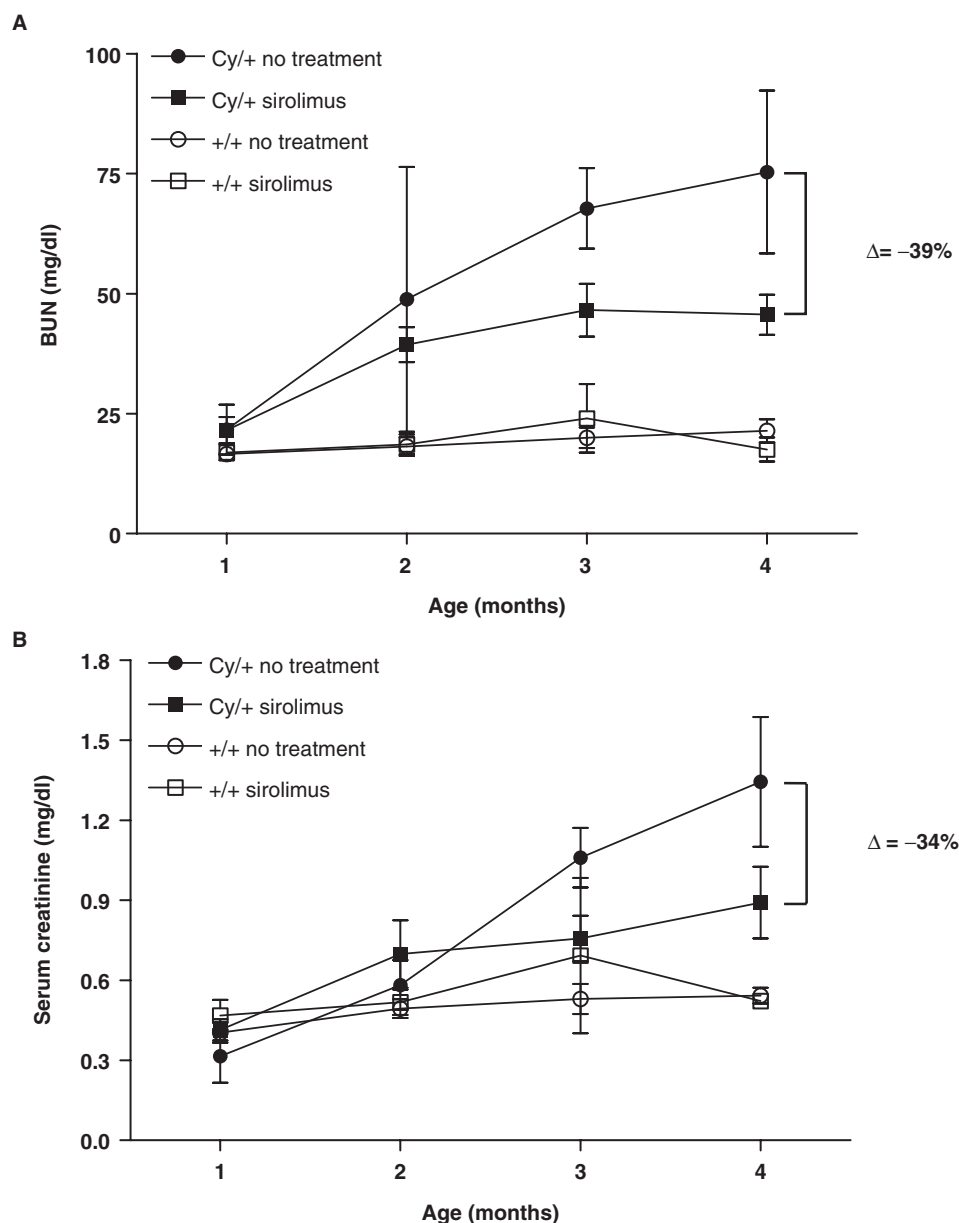 A
100
75
50
25
0
BUN (mg/dl)
Cy/+ no treatment
Cy/+ sirolimus
+/+ no treatment
+/+ sirolimus
Δ= −39%
1 2 3 4
Age (months)
B
1.8
1.5
1.2
0.9
0.6
0.3
0.0
Serum creatinine (mg/dl)
Cy/+ no treatment
Cy/+ sirolimus
+/+ no treatment
+/+ sirolimus
Δ = −34%
1 2 3 4
Age (months)